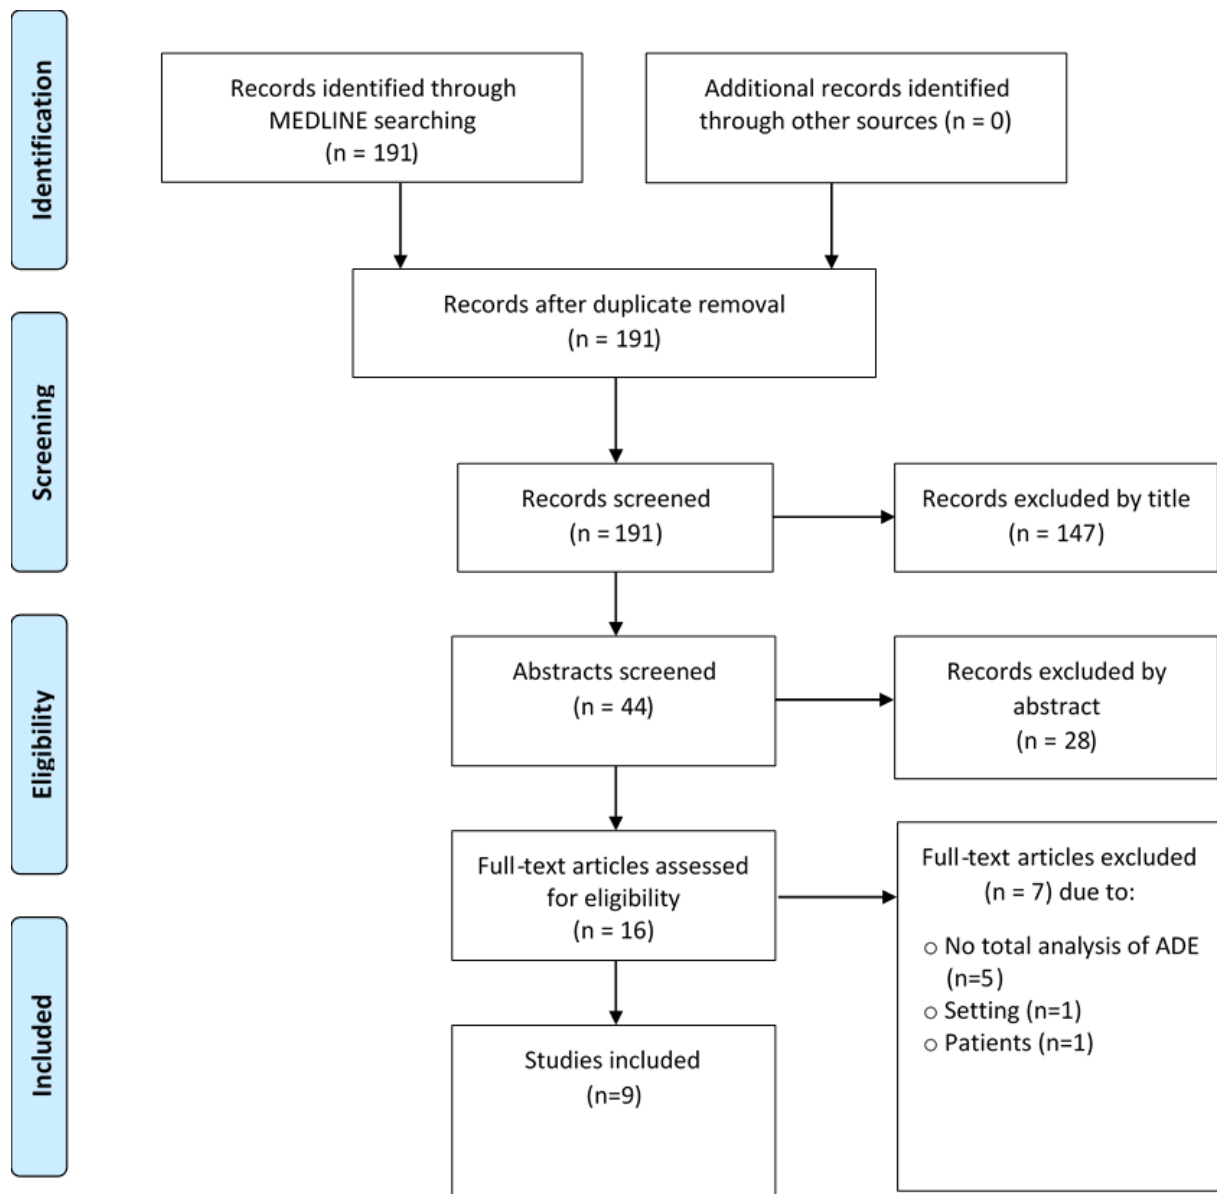 Identification
Records identified through
MEDLINE searching
(n = 191)
Additional records identified
through other sources (n = 0)
Records after duplicate removal
(n = 191)
Screening
Records screened
(n = 191)
Records excluded by title
(n = 147)
Eligibility
Abstracts screened
(n = 44)
Records excluded by
abstract
(n = 28)
Full-text articles assessed
for eligibility
(n = 16)
Full-text articles excluded
(n = 7) due to:
○ No total analysis of ADE
(n=5)
○ Setting (n=1)
○ Patients (n=1)
Included
Studies included
(n=9)